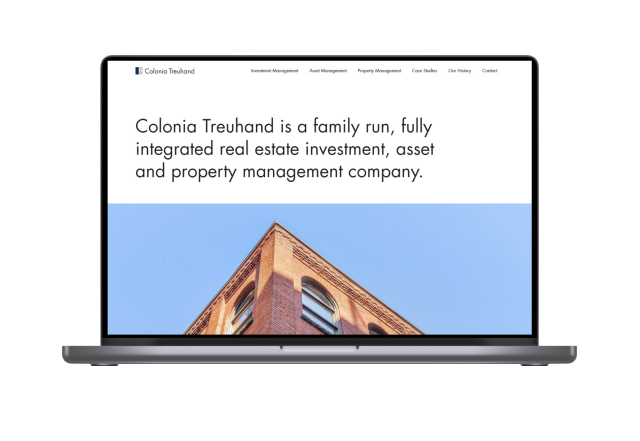 Colonia Treuhand
Investment Management Asset Management Property Management Case Studies Our History Contact
Colonia Treuhand is a family run, fully
integrated real estate investment, asset
and property management company.